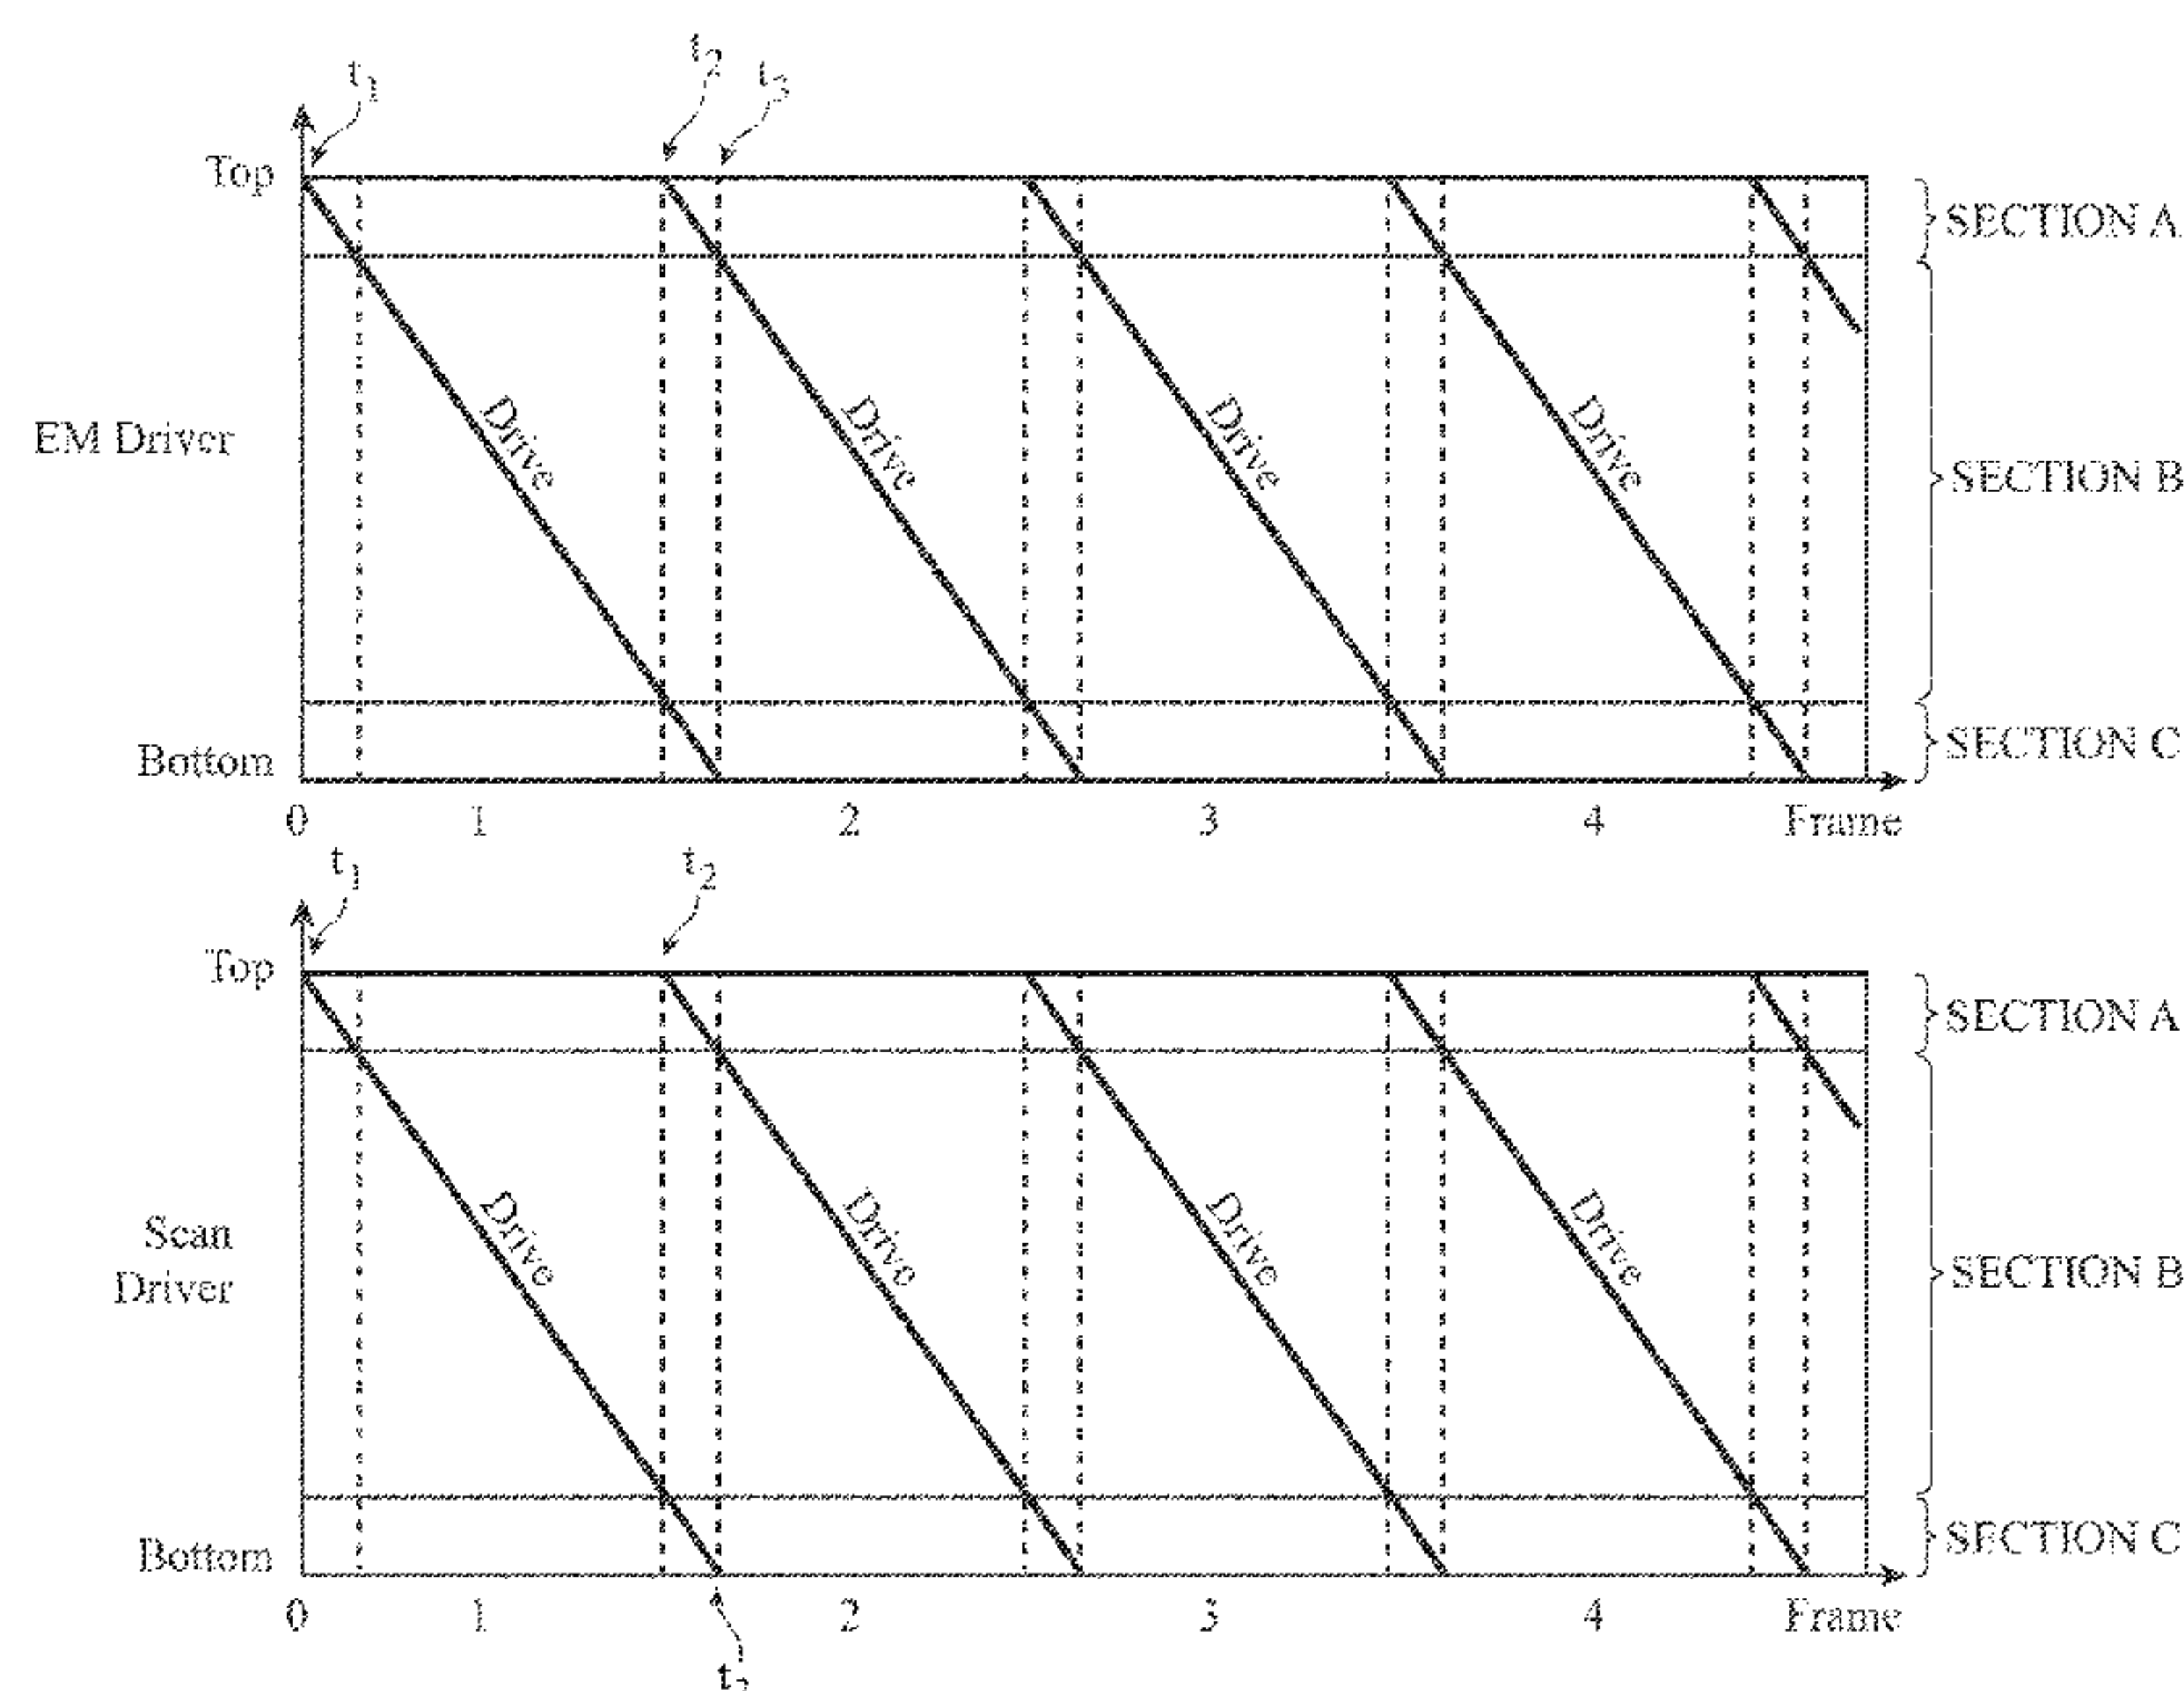 t1
t2
t3
Top
SECTION A
Drive
Drive
Drive
Drive
EM Driver
SECTION B
SECTION C
Bottom
0
1
2
3
4
Frame
t1
t2
Top
SECTION A
Drive
Drive
Drive
Drive
Scan
Driver
SECTION B
SECTION C
Bottom
0
1
2
3
4
Frame